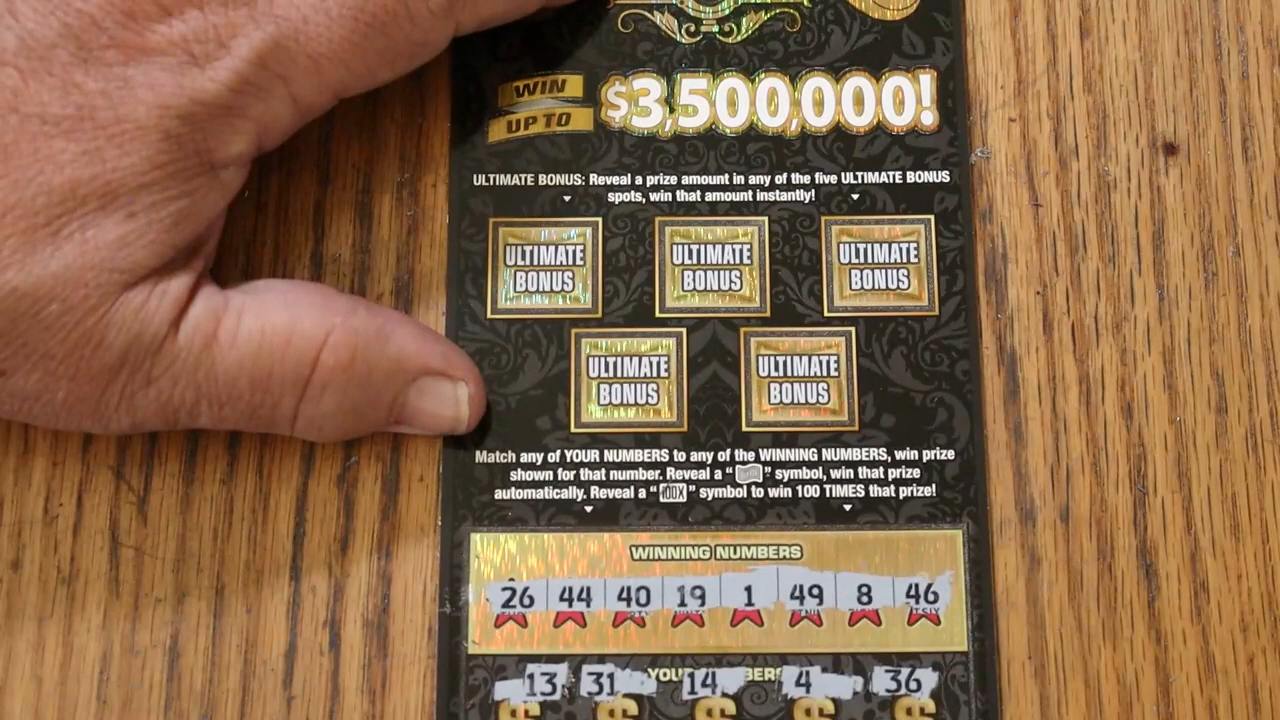 WIN
UP TO
$3,500,000!
ULTIMATE BONUS: Reveal a prize amount in any of the five ULTIMATE BONUS
spots, win that amount instantly!
ULTIMATE
BONUS
ULTIMATE
BONUS
ULTIMATE
BONUS
ULTIMATE
BONUS
ULTIMATE
BONUS
Match any of YOUR NUMBERS to any of the WINNING NUMBERS, win prize
shown for that number. Reveal a " " symbol, win that prize
automatically. Reveal a "100X" symbol to win 100 TIMES that prize!
WINNING NUMBERS
26 44 40 19 1 49 8 46
YOUR NUMBERS
13 31 14 4 36
$ $ $ $ $